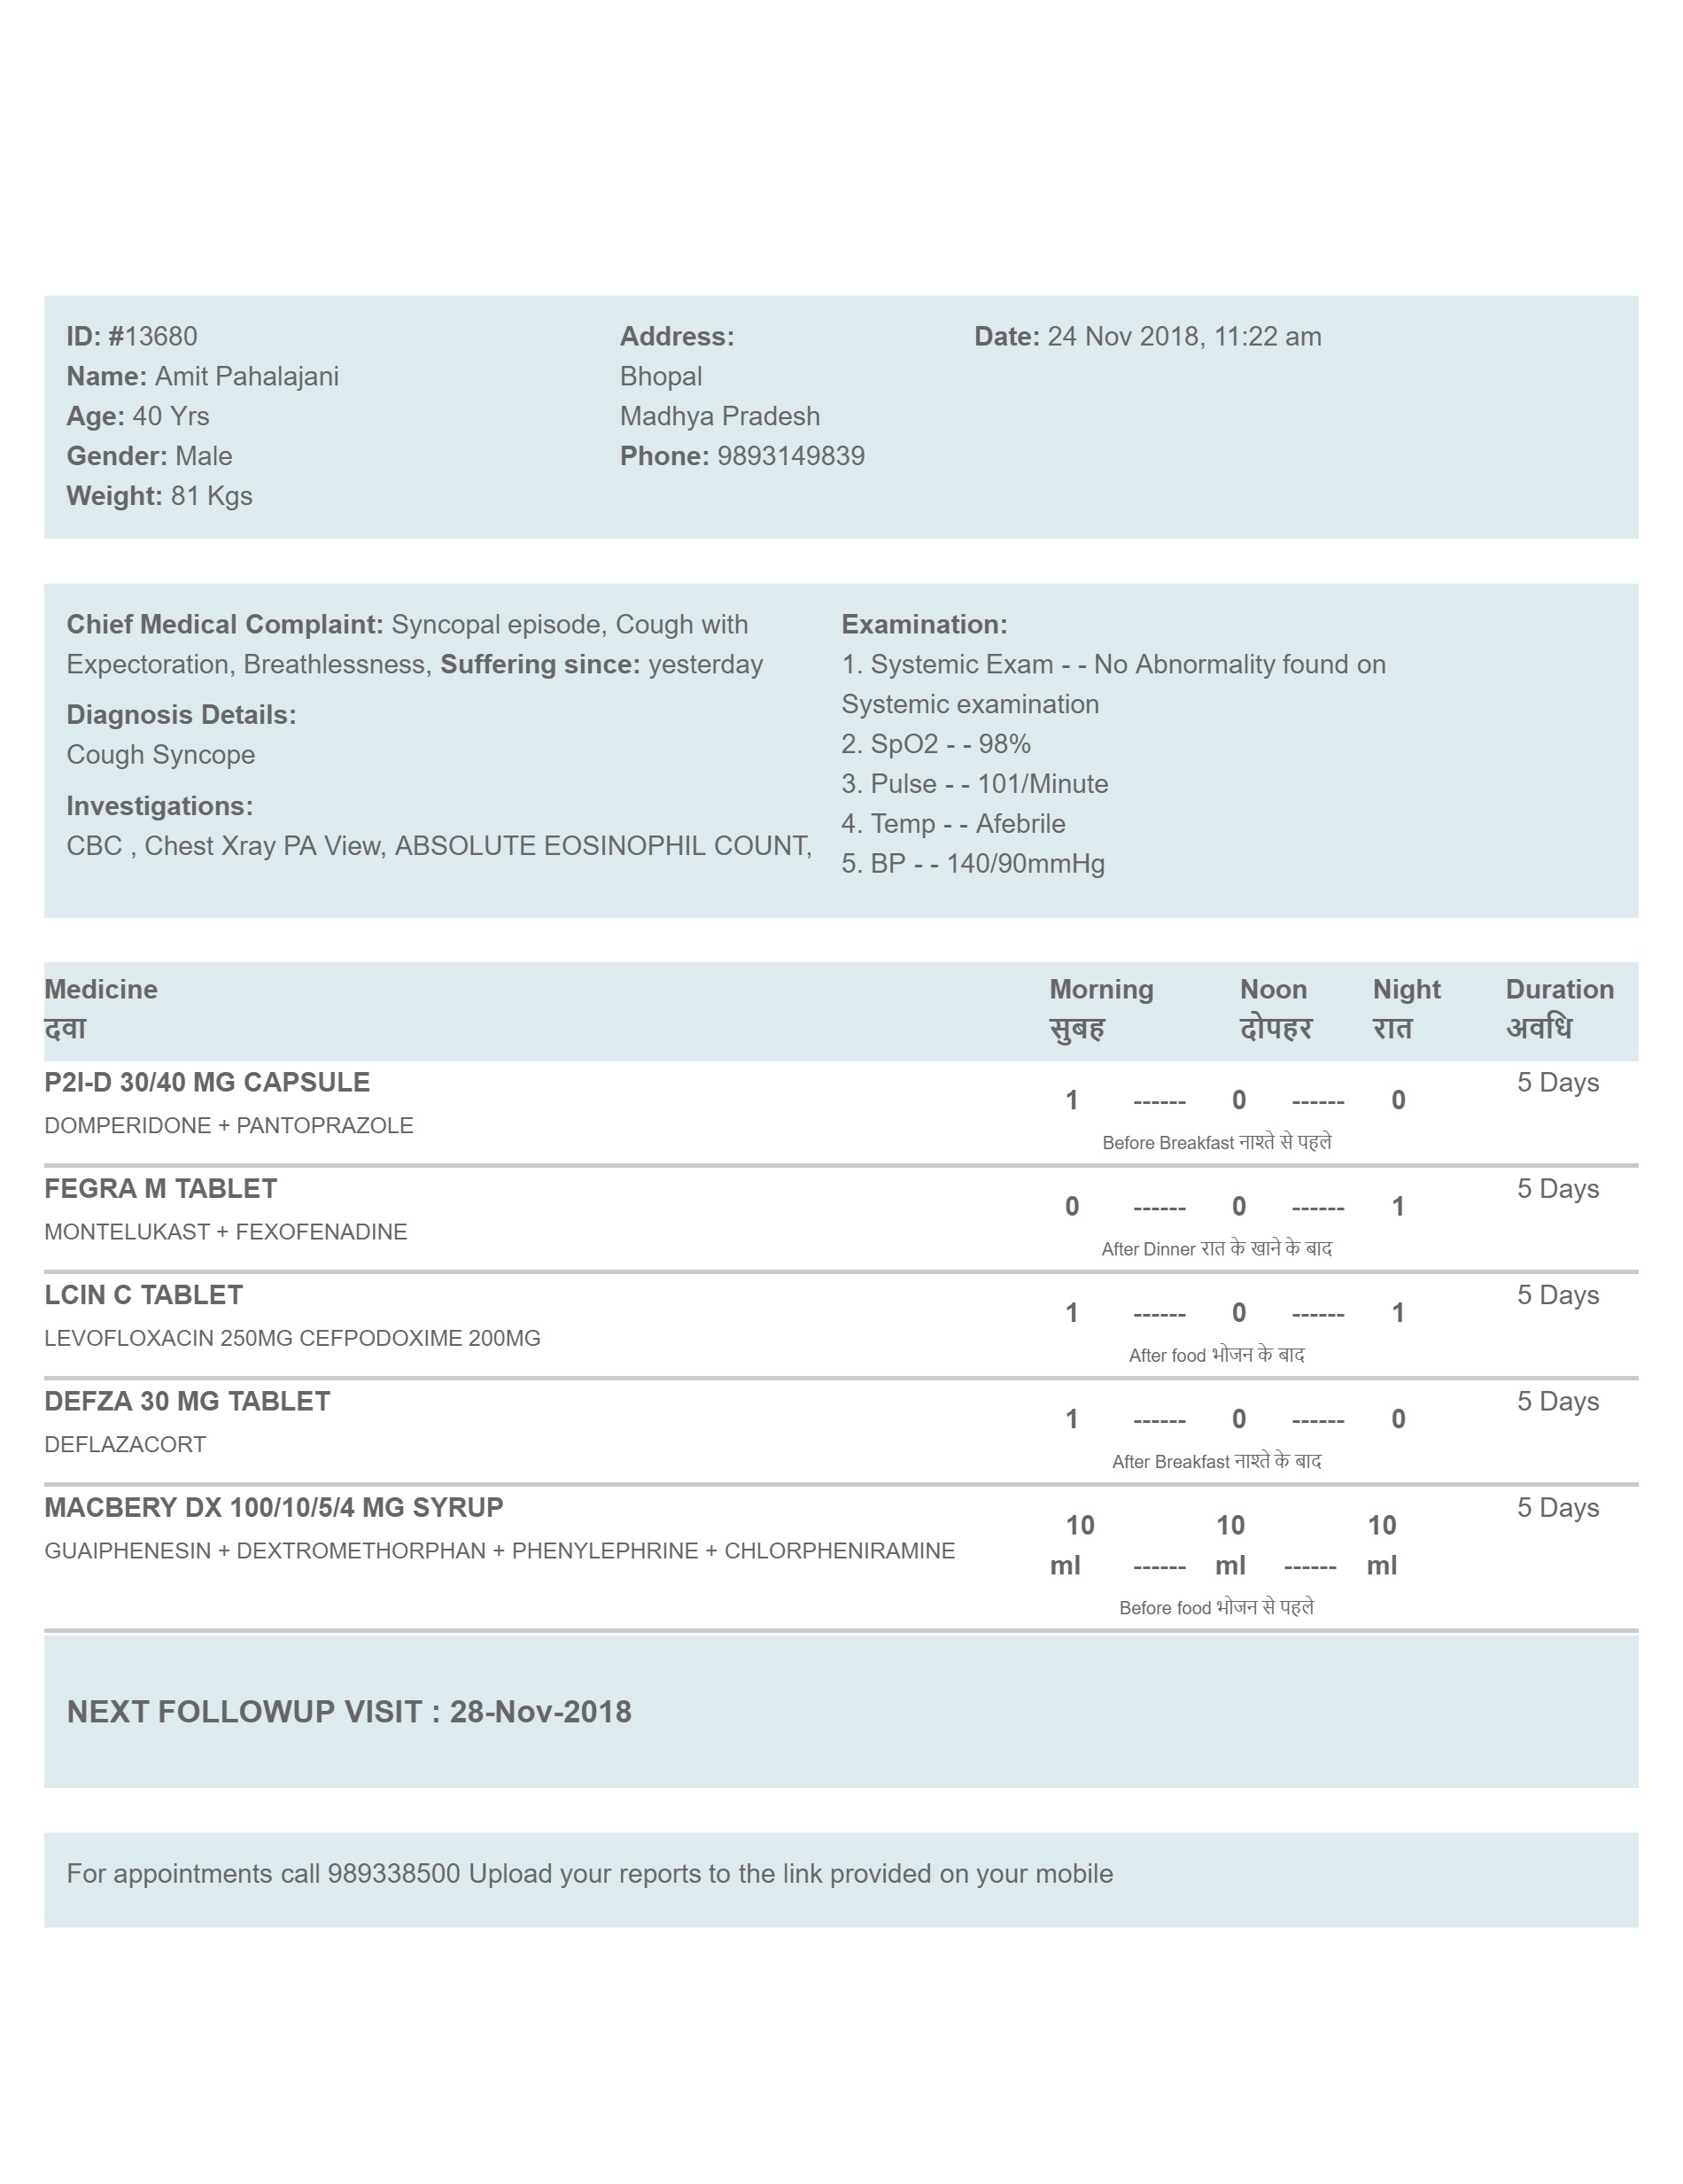 ID: #13680
Name: Amit Pahalajani
Age: 40 Yrs
Gender: Male
Weight: 81 Kgs
Address:
Bhopal
Madhya Pradesh
Phone: 9893149839
Date: 24 Nov 2018, 11:22 am
Chief Medical Complaint: Syncopal episode, Cough with
Expectoration, Breathlessness, Suffering since: yesterday
Diagnosis Details:
Cough Syncope
Investigations:
CBC , Chest Xray PA View, ABSOLUTE EOSINOPHIL COUNT,
Examination:
1. Systemic Exam - - No Abnormality found on
Systemic examination
2. SpO2 - - 98%
3. Pulse - - 101/Minute
4. Temp - - Afebrile
5. BP - - 140/90mmHg
Medicine Morning Noon Night Duration
दवा सुबह दोपहर रात अवधि
P2I-D 30/40 MG CAPSULE 5 Days
1 ------ 0 ------ 0
DOMPERIDONE + PANTOPRAZOLE
Before Breakfast नाश्ते से पहले
FEGRA M TABLET 5 Days
0 ------ 0 ------ 1
MONTELUKAST + FEXOFENADINE
After Dinner रात के खाने के बाद
LCIN C TABLET 5 Days
1 ------ 0 ------ 1
LEVOFLOXACIN 250MG CEFPODOXIME 200MG
After food भोजन के बाद
DEFZA 30 MG TABLET 5 Days
1 ------ 0 ------ 0
DEFLAZACORT
After Breakfast नाश्ते के बाद
MACBERY DX 100/10/5/4 MG SYRUP 5 Days
10 10 10
GUAIPHENESIN + DEXTROMETHORPHAN + PHENYLEPHRINE + CHLORPHENIRAMINE
ml ------ ml ------ ml
Before food भोजन से पहले
NEXT FOLLOWUP VISIT : 28-Nov-2018
For appointments call 989338500 Upload your reports to the link provided on your mobile